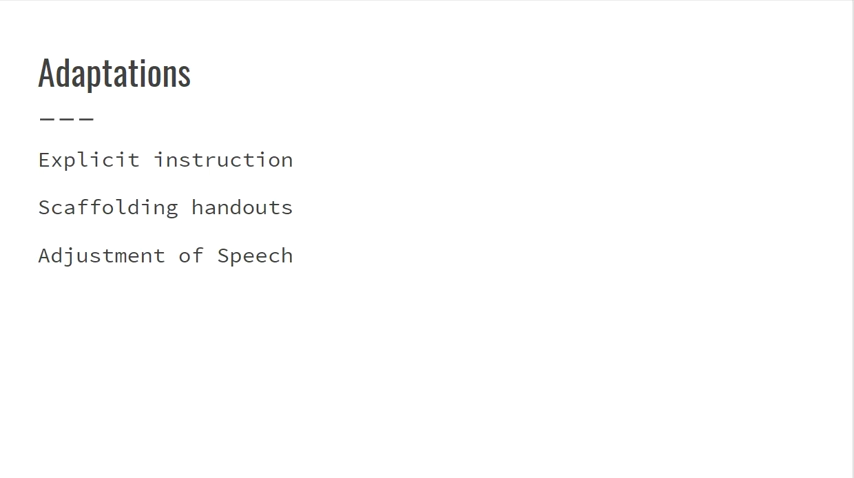 Adaptations
Explicit instruction
Scaffolding handouts
Adjustment of Speech